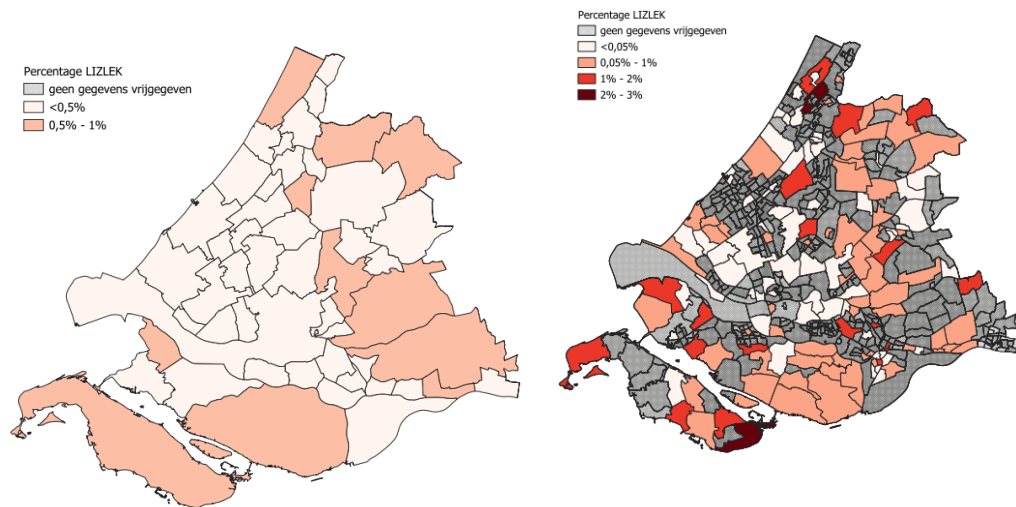 Percentage LIZLEK
geen gegevens vrijgegeven
<0,5%
0,5% - 1%
Percentage LIZLEK
geen gegevens vrijgegeven
<0,05%
0,05% - 1%
1% - 2%
2% - 3%